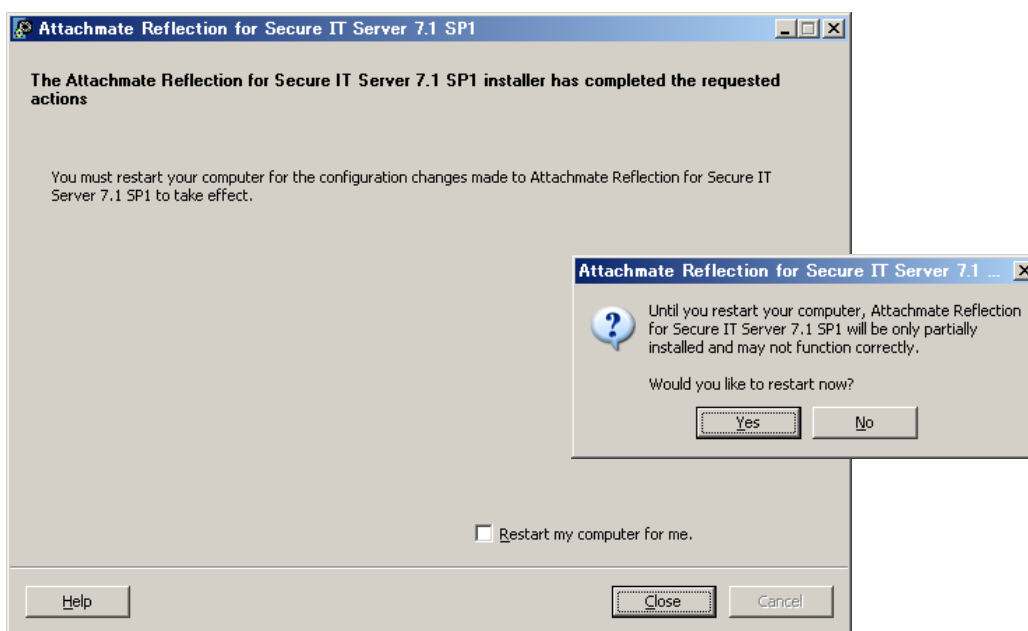 Attachmate Reflection for Secure IT Server 7.1 SP1
The Attachmate Reflection for Secure IT Server 7.1 SP1 installer has completed the requested
actions
You must restart your computer for the configuration changes made to Attachmate Reflection for Secure IT
Server 7.1 SP1 to take effect.
Attachmate Reflection for Secure IT Server 7.1 ...
Until you restart your computer, Attachmate Reflection
for Secure IT Server 7.1 SP1 will be only partially
installed and may not function correctly.
Would you like to restart now?
Yes
No
Restart my computer for me.
Help
Close
Cancel